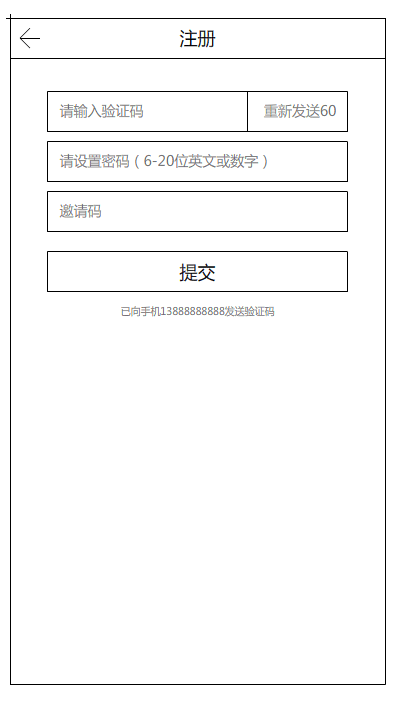 注册
请输入验证码 重新发送60
请设置密码（6-20位英文或数字）
邀请码
提交
已向手机13888888888发送验证码